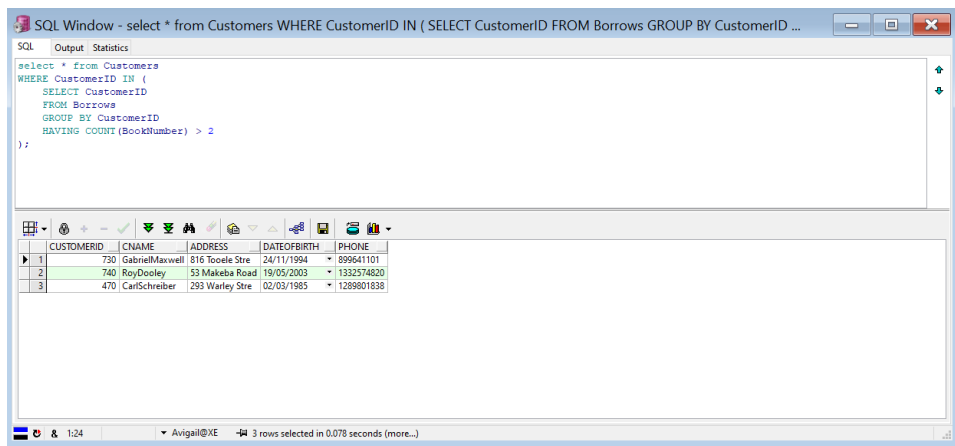 SQL Window - select * from Customers WHERE CustomerID IN ( SELECT CustomerID FROM Borrows GROUP BY CustomerID ...
SQL Output Statistics
select * from Customers
WHERE CustomerID IN (
SELECT CustomerID
FROM Borrows
GROUP BY CustomerID
HAVING COUNT(BookNumber) > 2
);
CUSTOMERID CNAME ADDRESS DATEOFBIRTH PHONE
1 730 GabrielMaxwell 816 Tooele Stre 24/11/1994 899641101
2 740 RoyDooley 53 Makeba Road 19/05/2003 1332574820
3 470 CarlSchreiber 293 Warley Stre 02/03/1985 1289801838
& 1:24 Avigail@XE 3 rows selected in 0.078 seconds (more...)